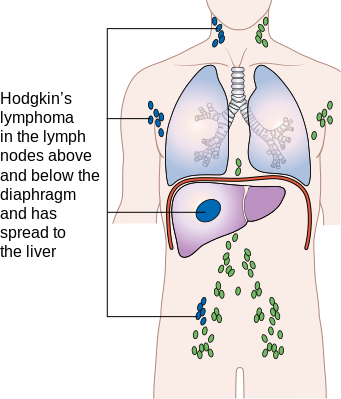 Hodgkin’s
lymphoma
in the lymph
nodes above
and below the
diaphragm
and has
spread to
the liver